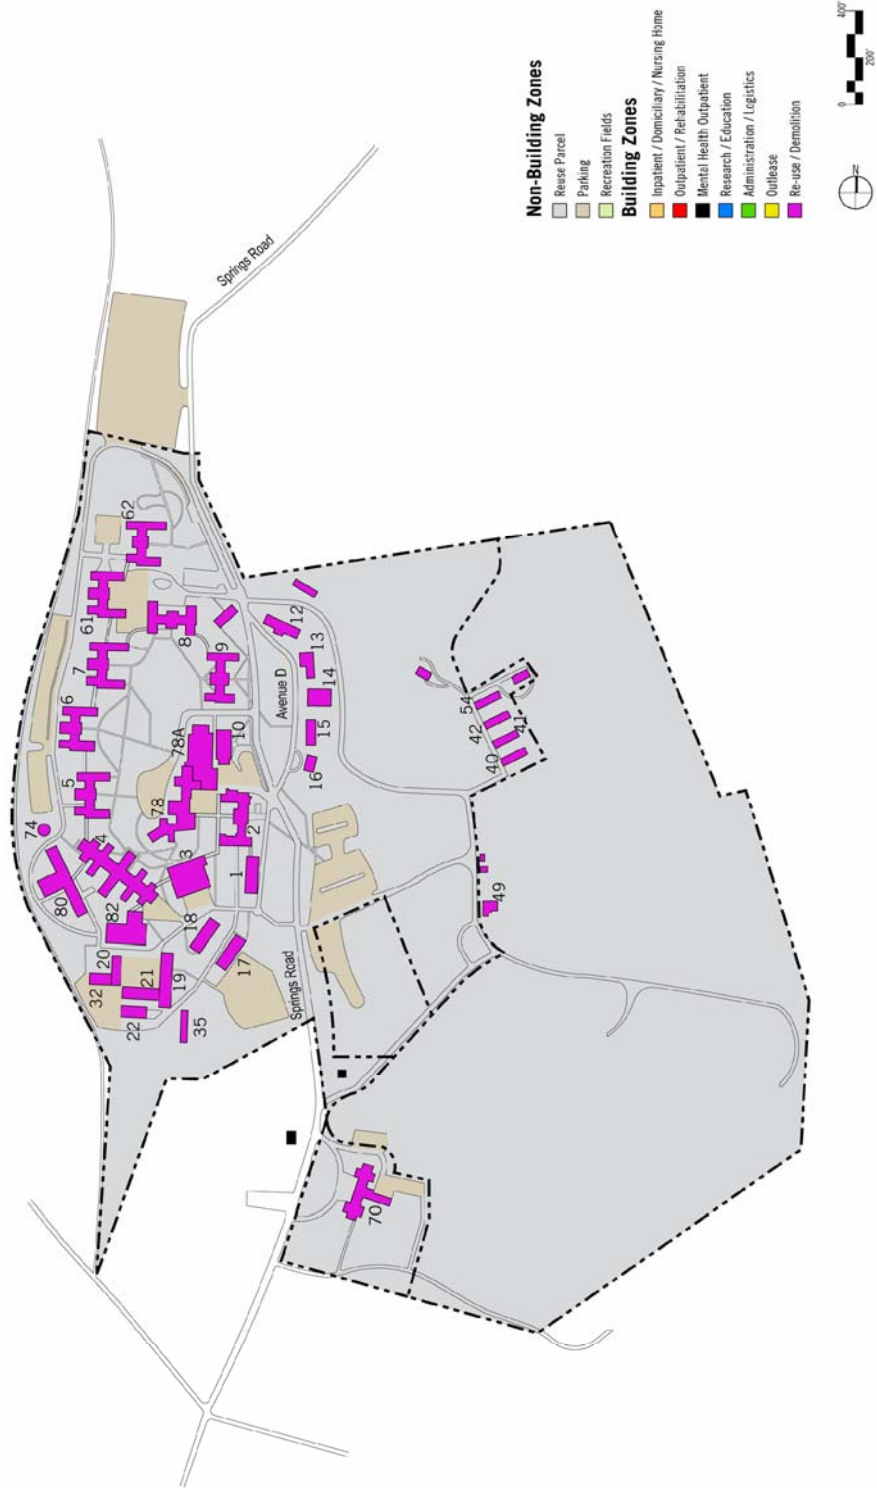 Non-Building Zones
Reuse Parcel
Parking
Recreation Fields
Building Zones
Inpatient / Domiciliary / Nursing Home
Outpatient / Rehabilitation
Mental Health Outpatient
Research / Education
Administration / Logistics
Outlease
Re-use / Demolition
0
200'
400'
N
Springs Road
Springs Road
Avenue D
32
20
22
21
35
19
17
18
82
80
74
4
3
1
2
5
78
78A
10
6
7
61
62
8
9
12
13
14
15
16
54
42
41
40
49
70